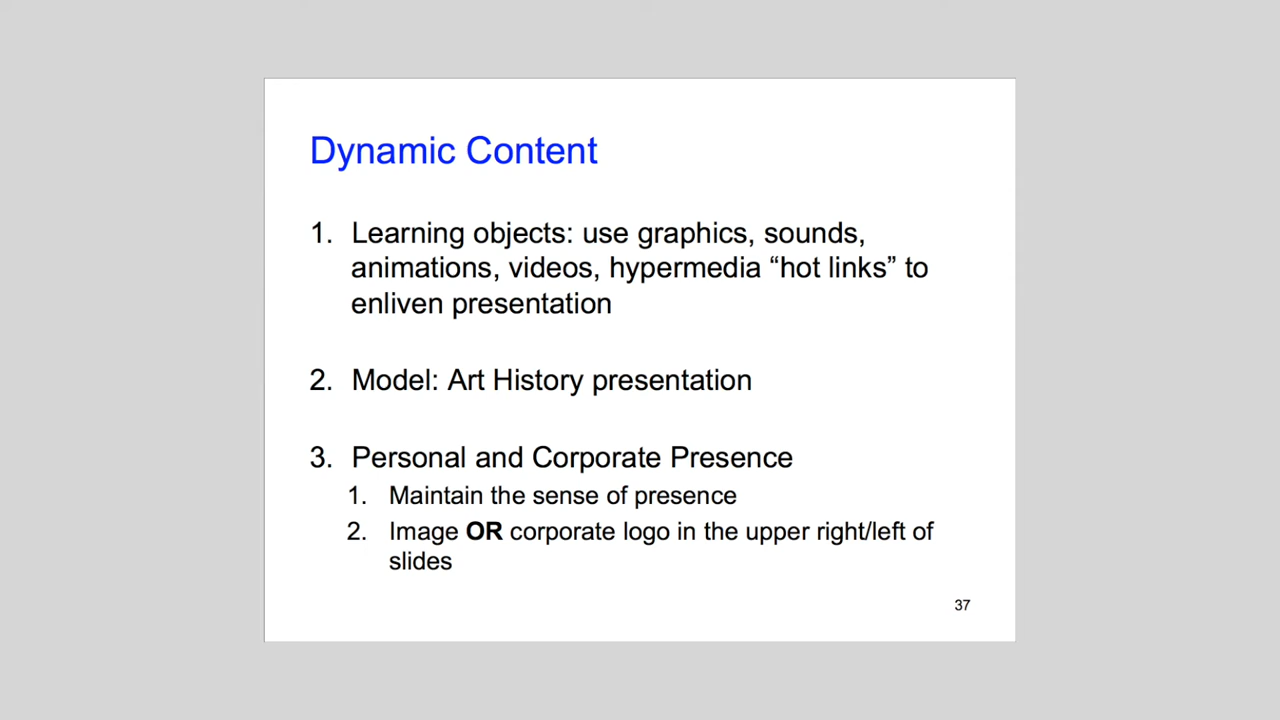 Dynamic Content
1. Learning objects: use graphics, sounds,
animations, videos, hypermedia “hot links” to
enliven presentation
2. Model: Art History presentation
3. Personal and Corporate Presence
1. Maintain the sense of presence
2. Image OR corporate logo in the upper right/left of
slides
37